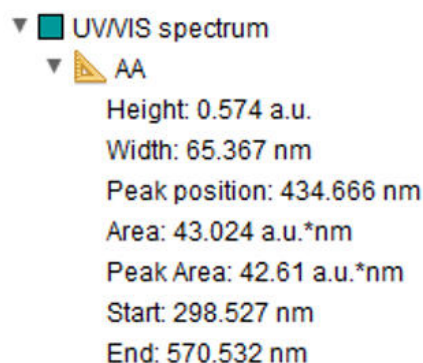 UV/VIS spectrum
AA
Height: 0.574 a.u.
Width: 65.367 nm
Peak position: 434.666 nm
Area: 43.024 a.u.*nm
Peak Area: 42.61 a.u.*nm
Start: 298.527 nm
End: 570.532 nm